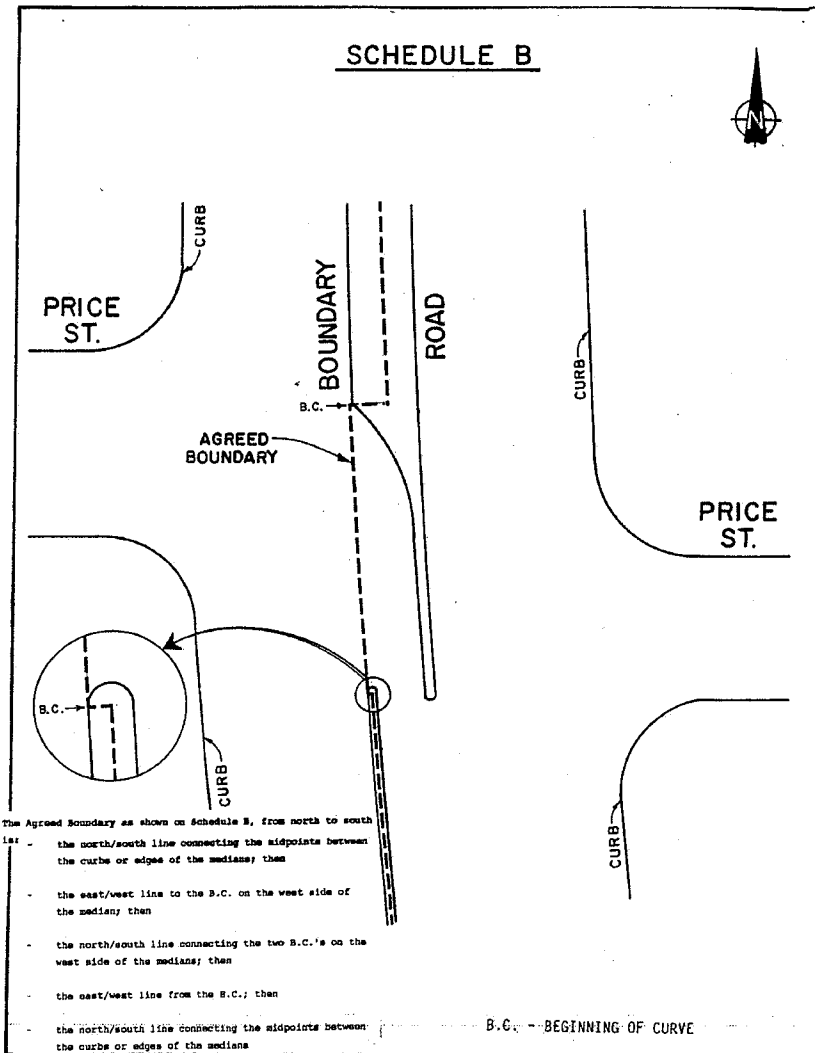 SCHEDULE B
N
CURB
PRICE
ST.
BOUNDARY
ROAD
CURB
B.C.
AGREED
BOUNDARY
PRICE
ST.
B.C.
CURB
CURB
The Agreed Boundary as shown on Schedule B, from north to south
is:
- the north/south line connecting the midpoints between
the curbs or edges of the medians; then
- the east/west line to the B.C. on the west side of
the median; then
- the north/south line connecting the two B.C.'s on the
west side of the medians; then
- the east/west line from the B.C.; then
- the north/south line connecting the midpoints between
the curbs or edges of the medians
B.C. - BEGINNING OF CURVE